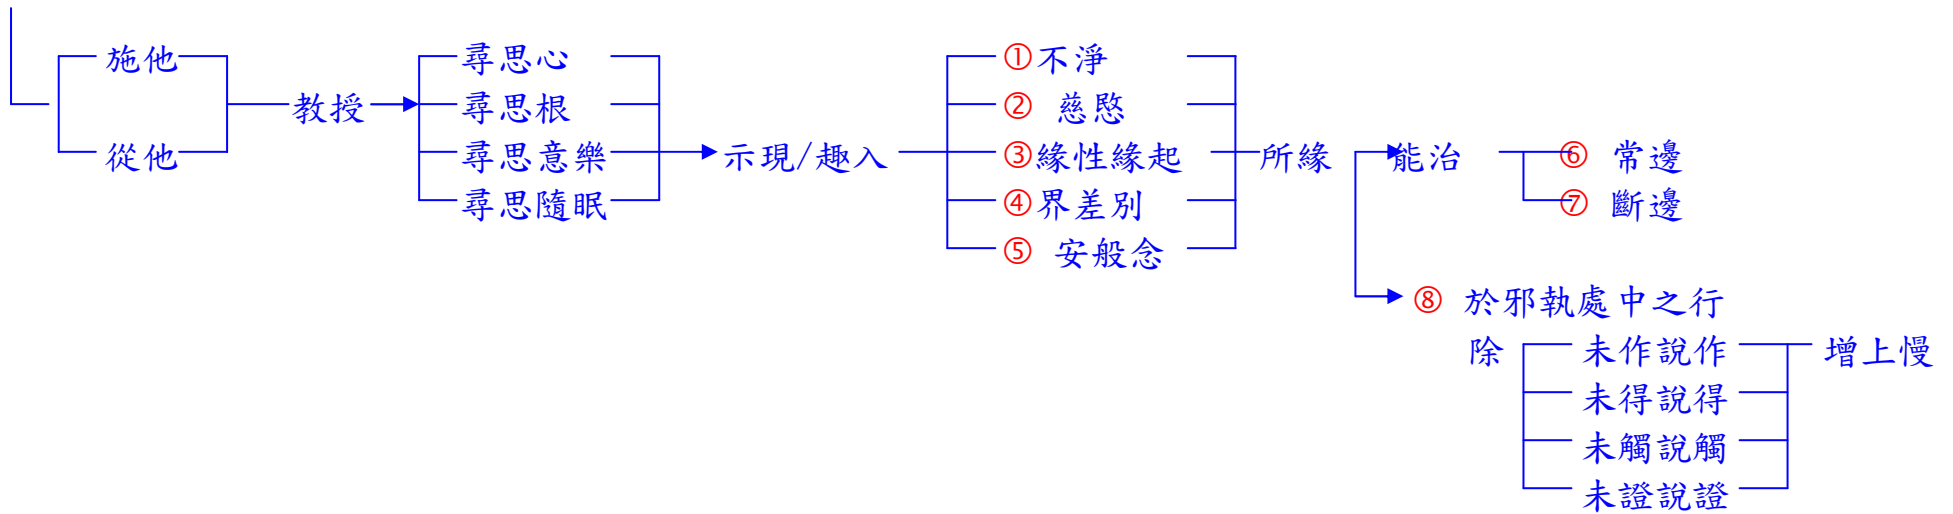 施他
從他
教授
尋思心
尋思根
尋思意樂
尋思隨眠
示現/趣入
①不淨
② 慈愍
③緣性緣起
④界差別
⑤ 安般念
所緣
能治
⑥ 常邊
⑦ 斷邊
⑧ 於邪執處中之行
除
未作說作
未得說得
未觸說觸
未證說證
增上慢